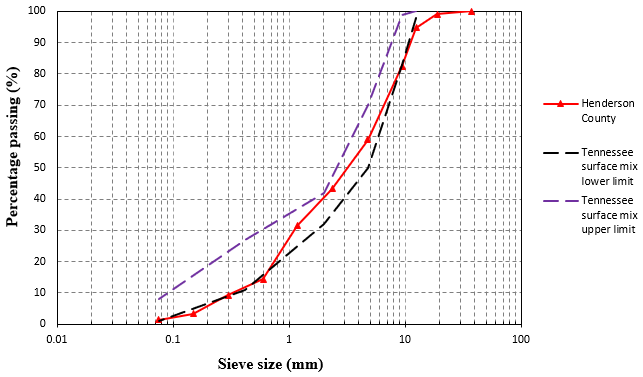 100
90
80
70
60
50
40
30
20
10
0
0.01
0.1
1
10
100
Percentage passing (%)
Sieve size (mm)
Henderson
County
Tennessee
surface mix
lower limit
Tennessee
surface mix
upper limit